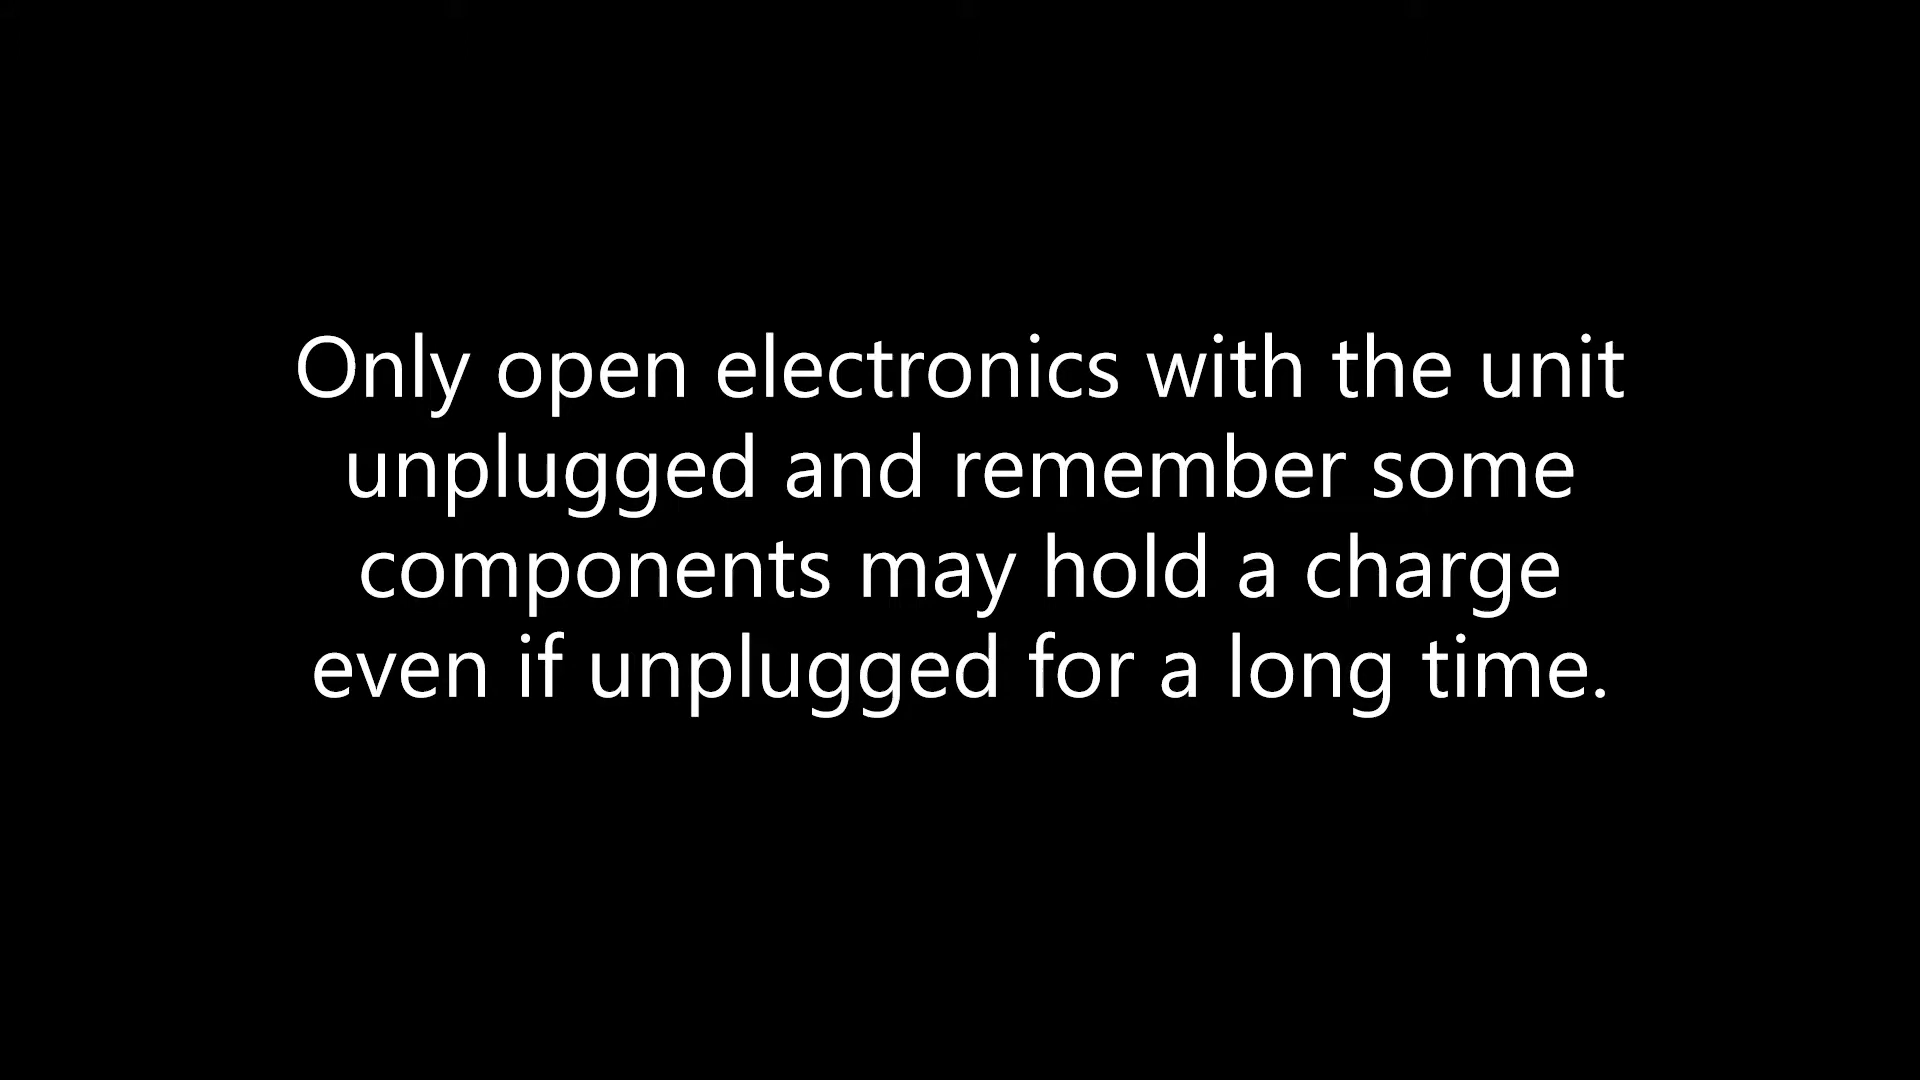 Only open electronics with the unit
unplugged and remember some
components may hold a charge
even if unplugged for a long time.